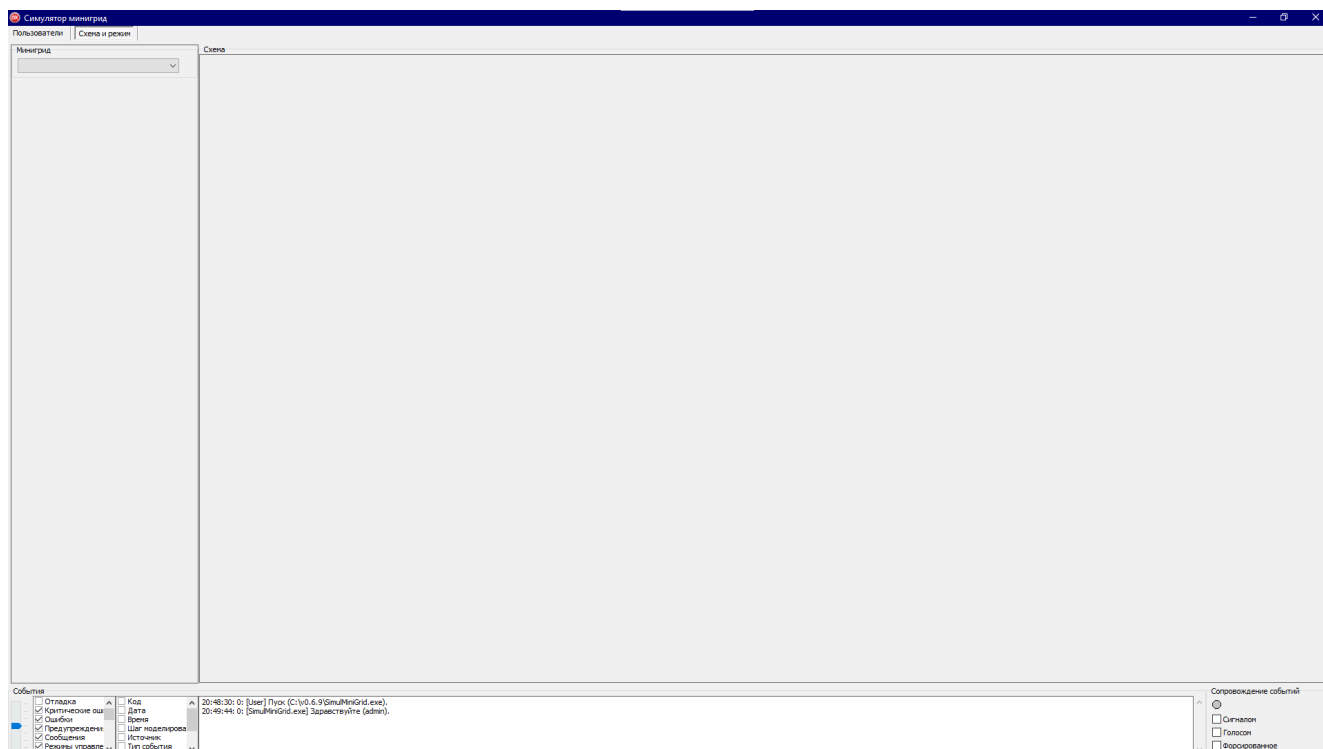 Симулятор минигрид
Пользователи Схема и режим
Минигрид
Схема
События
Отладка
Критические оши
Ошибки
Предупреждени
Сообщения
Режимы управле
Код
Дата
Время
Шаг моделирова
Источник
Тип события
20:48:30: 0: [User] Пуск (C:\v0.6.9\SimulMiniGrid.exe).
20:49:44: 0: [SimulMiniGrid.exe] Здравствуйте (admin).
Сопровождение событий
Сигналом
Голосом
Форсированное